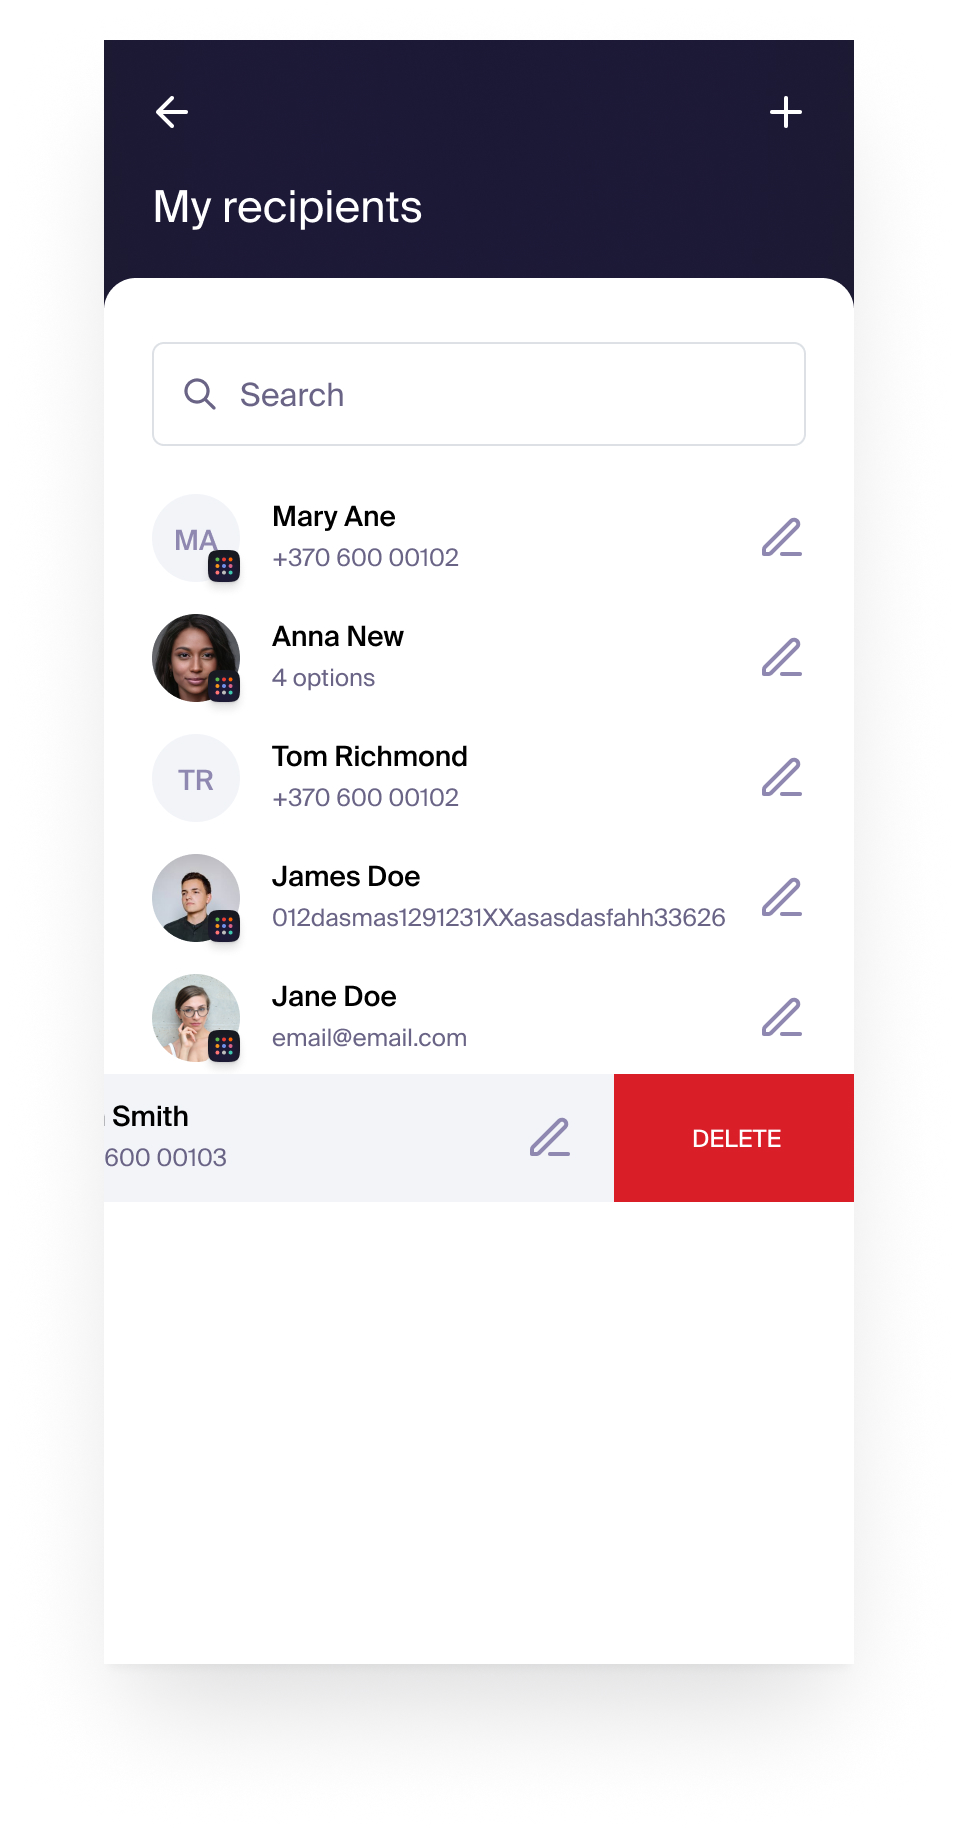 My recipients
Search
MA
Mary Ane
+370 600 00102
Anna New
4 options
TR
Tom Richmond
+370 600 00102
James Doe
012dasmas1291231XXasasdasfahh33626
Jane Doe
email@email.com
Smith
600 00103
DELETE